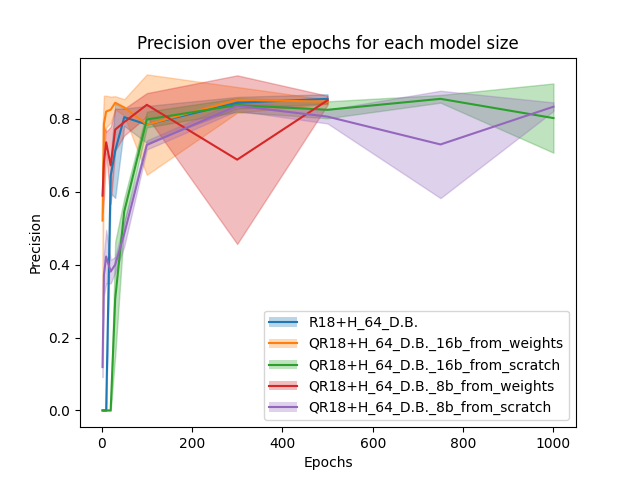 Precision over the epochs for each model size
Precision
0.8
0.6
0.4
0.2
0.0
R18+H_64_D.B.
QR18+H_64_D.B._16b_from_weights
QR18+H_64_D.B._16b_from_scratch
QR18+H_64_D.B._8b_from_weights
QR18+H_64_D.B._8b_from_scratch
0 200 400 600 800 1000
Epochs